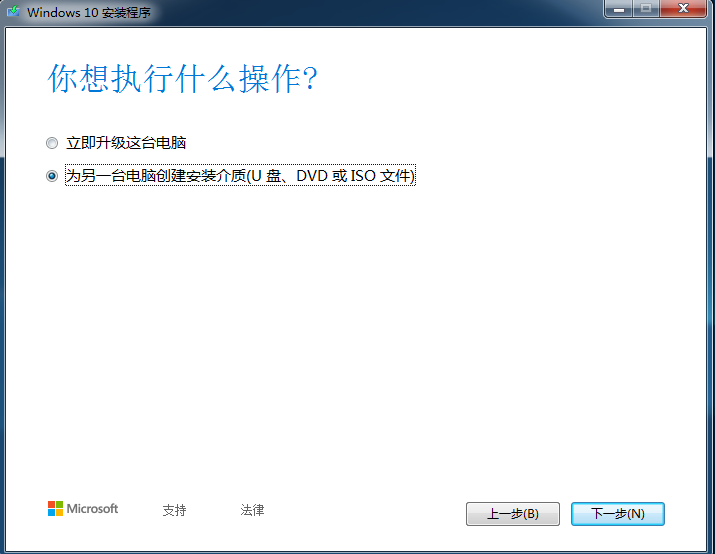 Windows 10 安装程序
你想执行什么操作?
立即升级这台电脑
为另一台电脑创建安装介质(U 盘、DVD 或 ISO 文件)
Microsoft 支持 法律 上一步(B) 下一步(N)